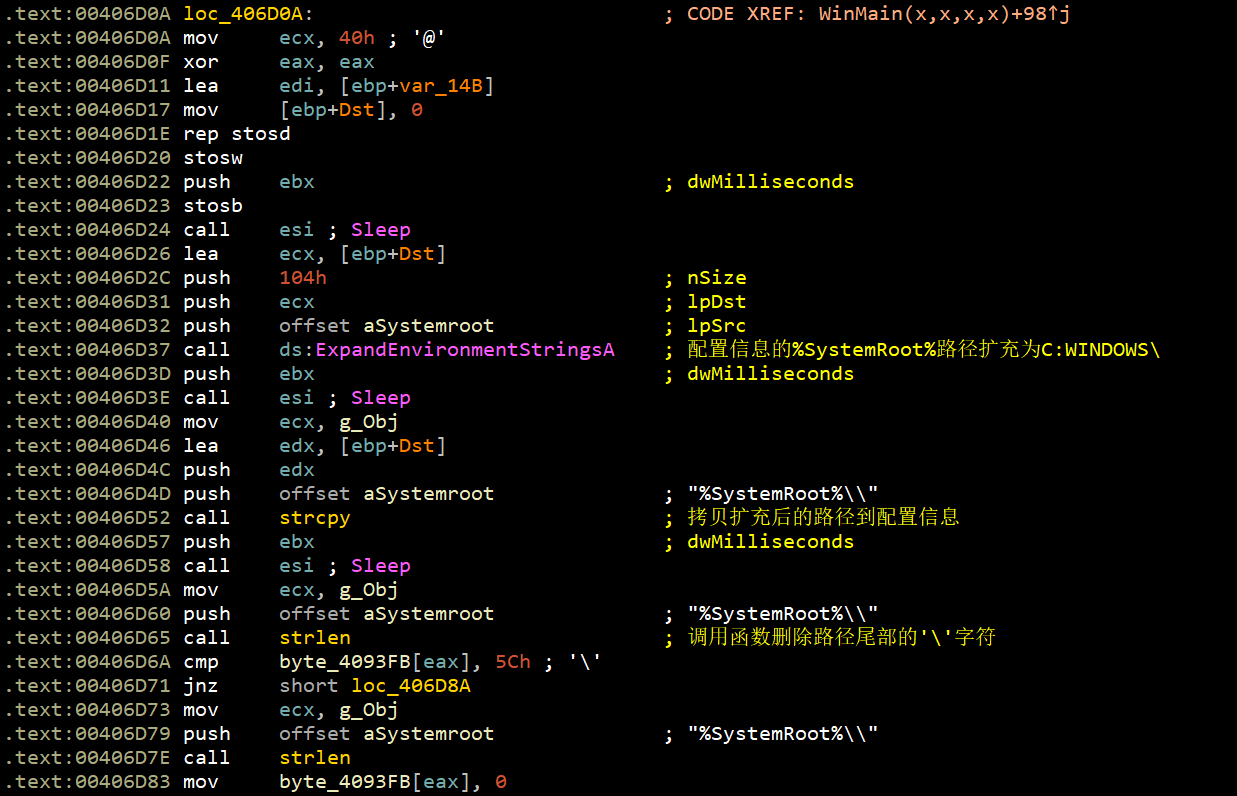 .text:00406D0A loc_406D0A: ; CODE XREF: WinMain(x,x,x,x)+98↑j
.text:00406D0A mov ecx, 40h ; '@'
.text:00406D0F xor eax, eax
.text:00406D11 lea edi, [ebp+var_14B]
.text:00406D17 mov [ebp+Dst], 0
.text:00406D1E rep stosd
.text:00406D20 stosw
.text:00406D22 push ebx ; dwMilliseconds
.text:00406D23 stosb
.text:00406D24 call esi ; Sleep
.text:00406D26 lea ecx, [ebp+Dst]
.text:00406D2C push 104h ; nSize
.text:00406D31 push ecx ; lpDst
.text:00406D32 push offset aSystemroot ; lpSrc
.text:00406D37 call ds:ExpandEnvironmentStringsA ; 配置信息的%SystemRoot%路径扩充为C:WINDOWS\
.text:00406D3D push ebx ; dwMilliseconds
.text:00406D3E call esi ; Sleep
.text:00406D40 mov ecx, g_Obj
.text:00406D46 lea edx, [ebp+Dst]
.text:00406D4C push edx
.text:00406D4D push offset aSystemroot ; "%SystemRoot%\\"
.text:00406D52 call strcpy ; 拷贝扩充后的路径到配置信息
.text:00406D57 push ebx ; dwMilliseconds
.text:00406D58 call esi ; Sleep
.text:00406D5A mov ecx, g_Obj
.text:00406D60 push offset aSystemroot ; "%SystemRoot%\\"
.text:00406D65 call strlen ; 调用函数删除路径尾部的'\'字符
.text:00406D6A cmp byte_4093FB[eax], 5Ch ; '\'
.text:00406D71 jnz short loc_406D8A
.text:00406D73 mov ecx, g_Obj
.text:00406D79 push offset aSystemroot ; "%SystemRoot%\\"
.text:00406D7E call strlen
.text:00406D83 mov byte_4093FB[eax], 0